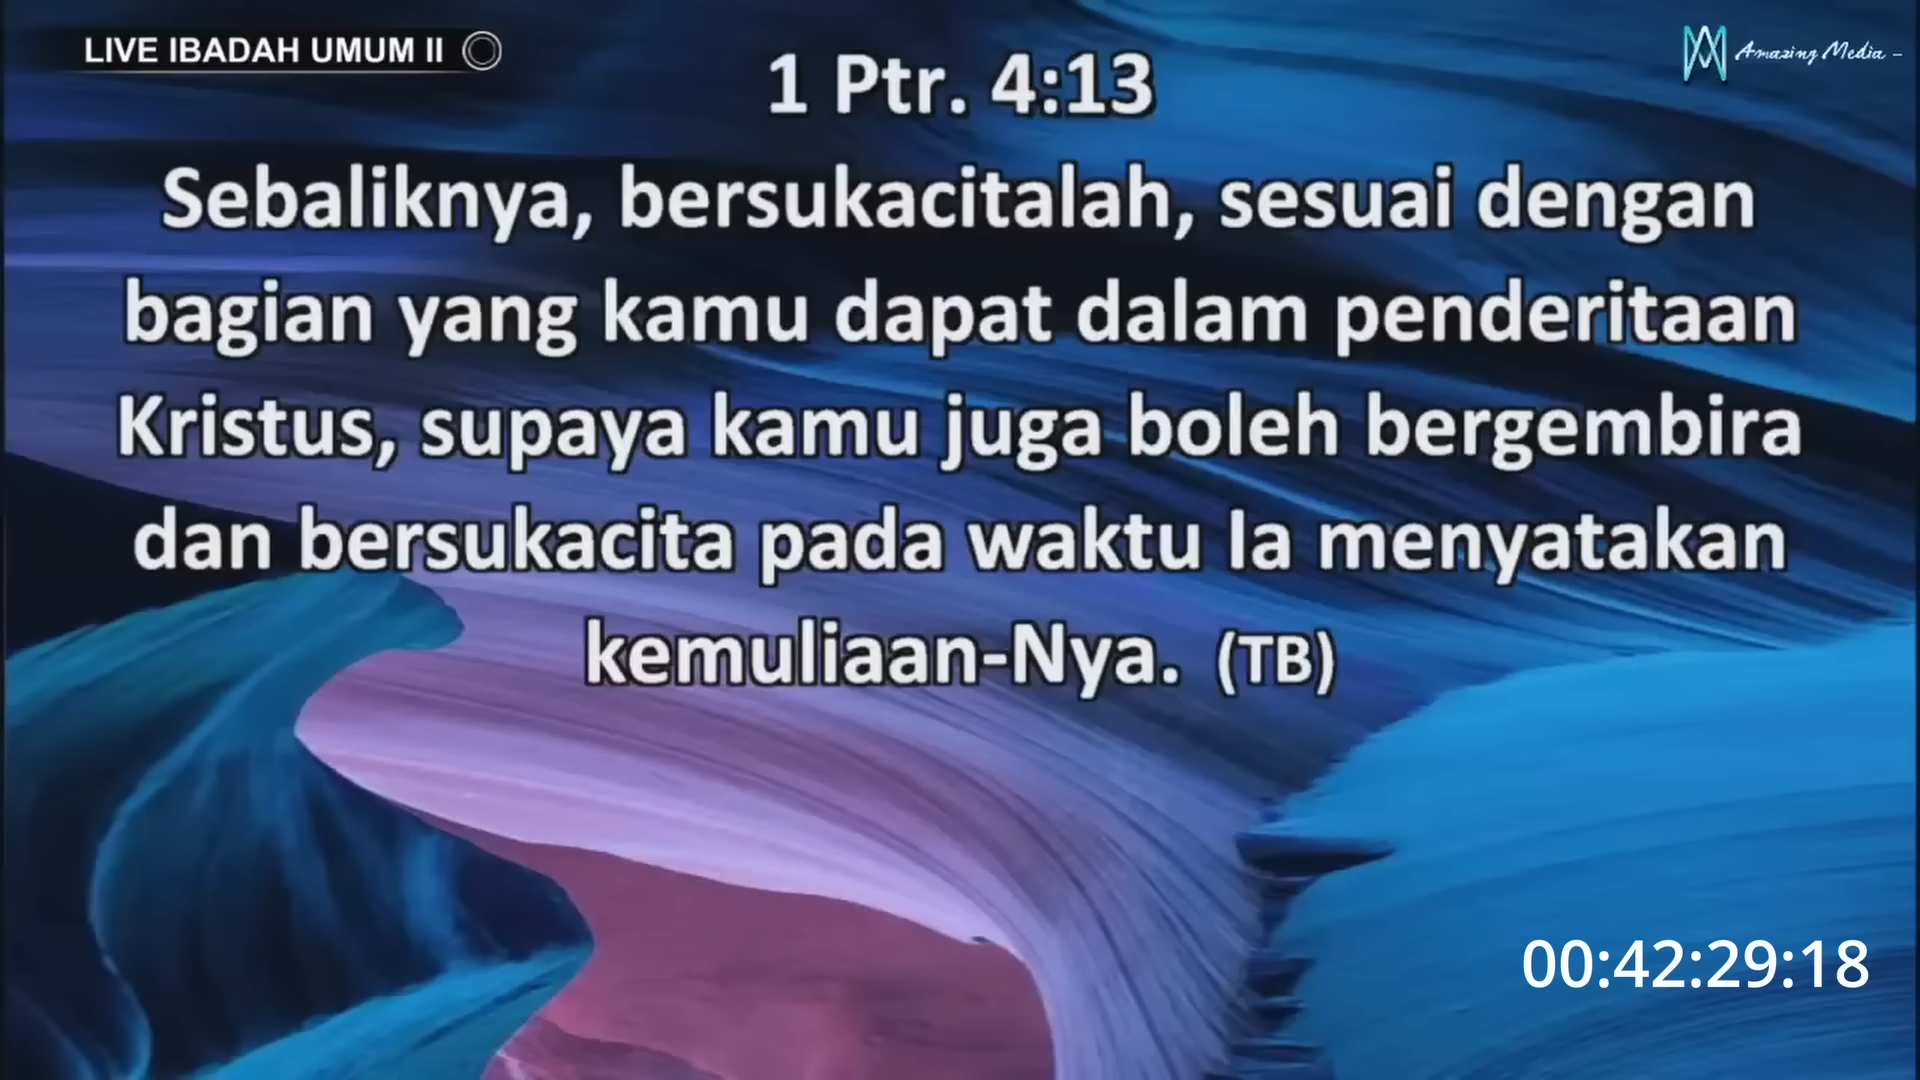 LIVE IBADAH UMUM II
Amazing Media -
1 Ptr. 4:13
Sebaliknya, bersukacitalah, sesuai dengan
bagian yang kamu dapat dalam penderitaan
Kristus, supaya kamu juga boleh bergembira
dan bersukacita pada waktu Ia menyatakan
kemuliaan-Nya. (TB)
00:42:29:18